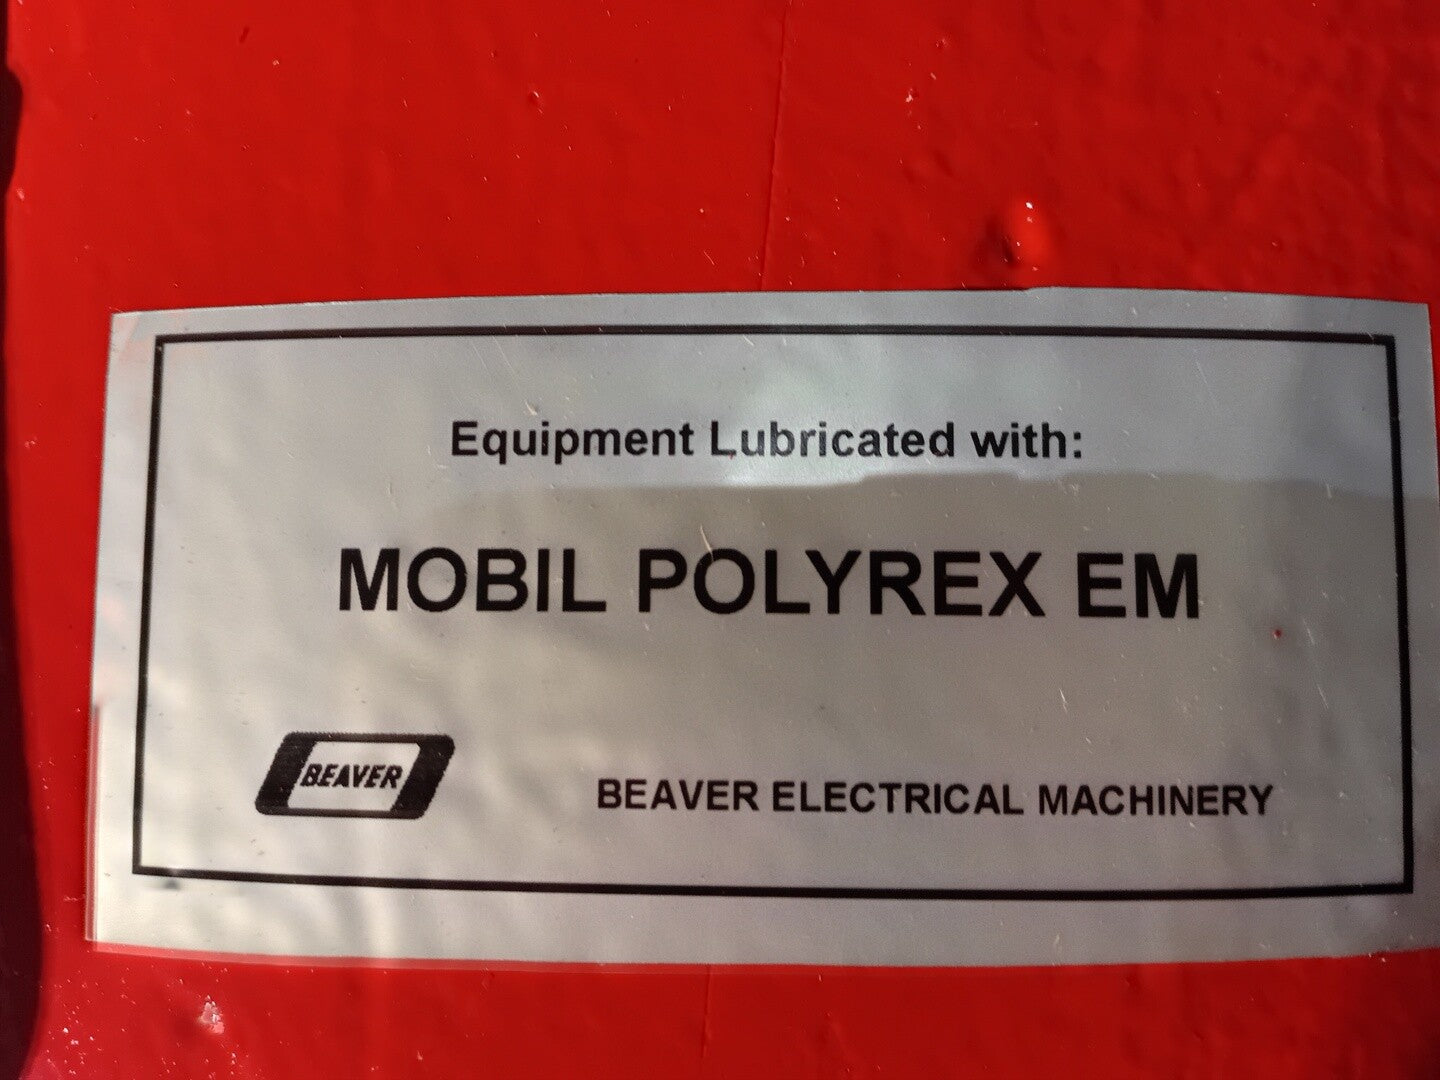 Equipment Lubricated with:
MOBIL POLYREX EM
BEAVER
BEAVER ELECTRICAL MACHINERY